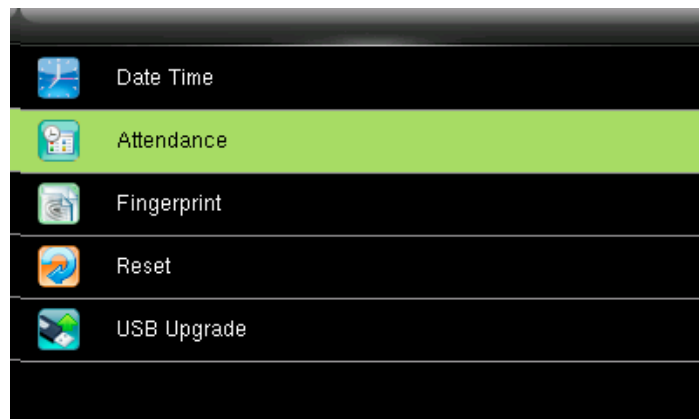 Date Time
Attendance
Fingerprint
Reset
USB Upgrade